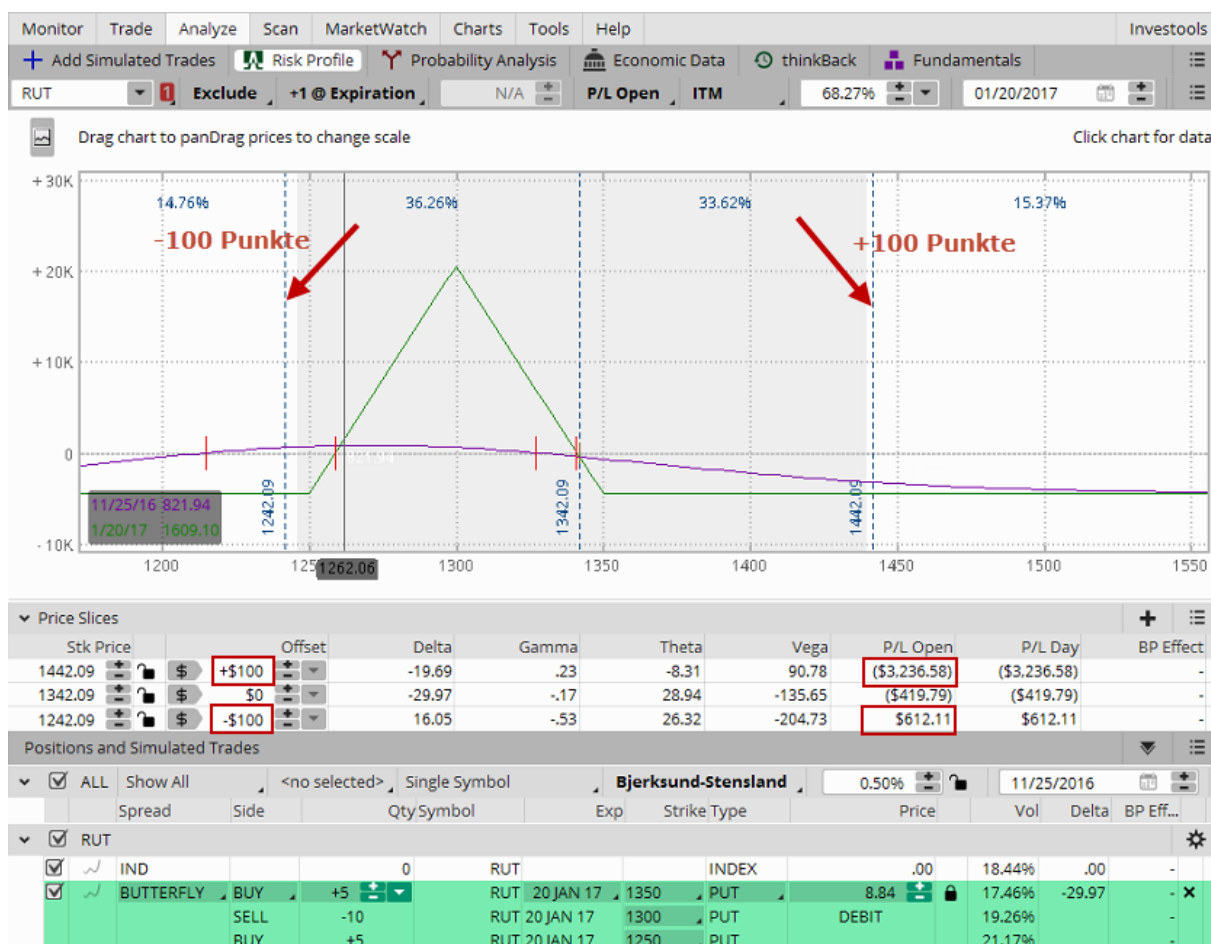 Monitor Trade Analyze Scan MarketWatch Charts Tools Help Investools
Add Simulated Trades Risk Profile Probability Analysis Economic Data thinkBack Fundamentals
RUT 1 Exclude +1 @ Expiration N/A P/L Open ITM 68.27% 01/20/2017
Drag chart to panDrag prices to change scale Click chart for data
+30K
14.76% 36.26% 33.62% 15.37%
-100 Punkte +100 Punkte
+20K
+10K
0
821.94
1242.09 1342.09 1442.09
11/25/16 821.94
1/20/17 1609.10
-10K
1200 125 1262.06 1300 1350 1400 1450 1500 1550
Price Slices
Stk Price Offset Delta Gamma Theta Vega P/L Open P/L Day BP Effect
1442.09 $ +$100 -19.69 .23 -8.31 90.78 ($3,236.58) ($3,236.58) -
1342.09 $ $0 -29.97 -.17 28.94 -135.65 ($419.79) ($419.79) -
1242.09 $ -$100 16.05 -.53 26.32 -204.73 $612.11 $612.11 -
Positions and Simulated Trades
ALL Show All <no selected> Single Symbol Bjerksund-Stensland 0.50% 11/25/2016
Spread Side Qty Symbol Exp Strike Type Price Vol Delta BP Eff...
RUT
IND 0 RUT INDEX .00 18.44% .00 -
BUTTERFLY BUY +5 RUT 20 JAN 17 1350 PUT 8.84 17.46% -29.97 -
SELL -10 RUT 20 JAN 17 1300 PUT DEBIT 19.26% -
BUY +5 RUT 20 JAN 17 1250 PUT 21.17% -